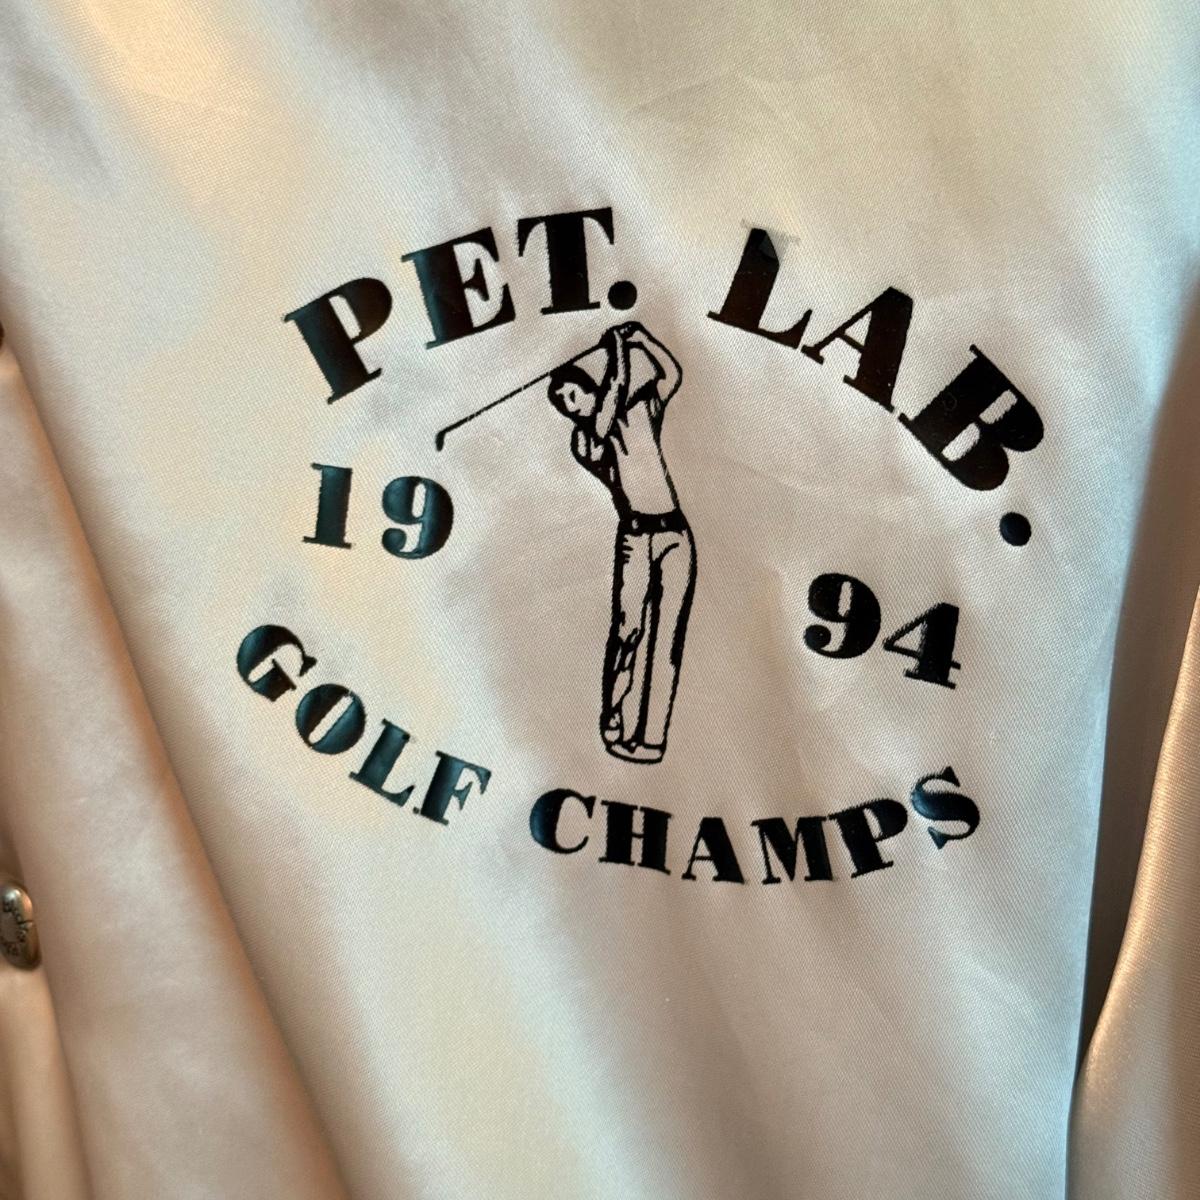 PET. LAB.
19 94
GOLF CHAMPS